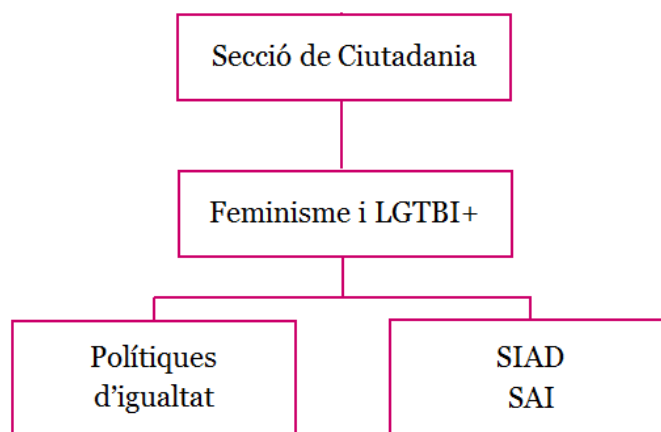 Secció de Ciutadania
Feminisme i LGTBI+
Polítiques
d’igualtat
SIAD
SAI